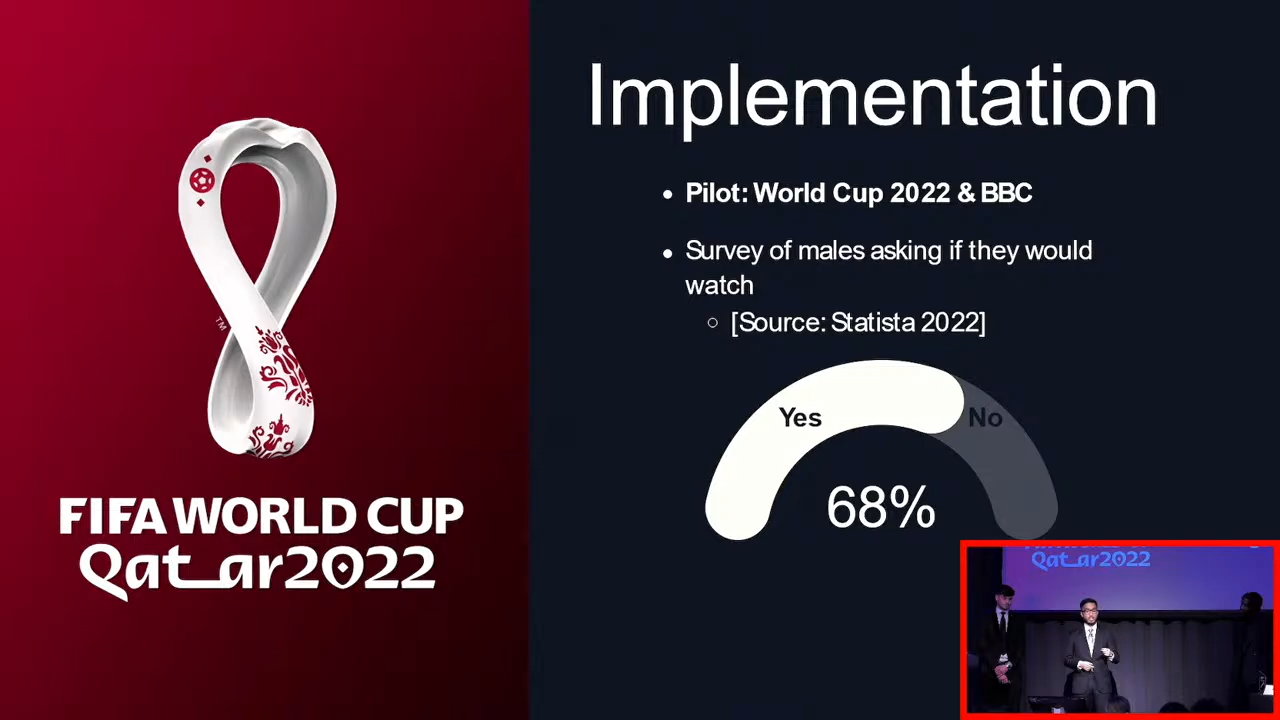 Implementation
• Pilot: World Cup 2022 & BBC
• Survey of males asking if they would
watch
○ [Source: Statista 2022]
Yes
No
68%
TM
FIFA WORLD CUP
Qatar2022
Qatar2022